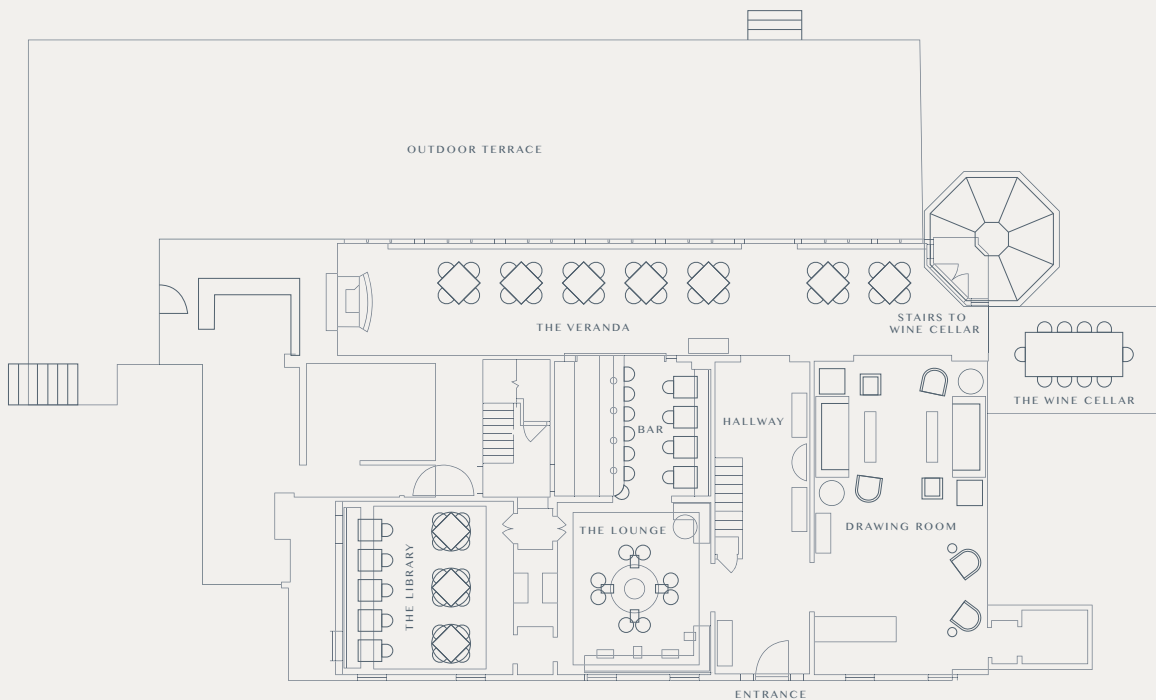 OUTDOOR TERRACE
STAIRS TO
WINE CELLAR
THE VERANDA
THE WINE CELLAR
BAR
HALLWAY
DRAWING ROOM
THE LOUNGE
THE LIBRARY
ENTRANCE